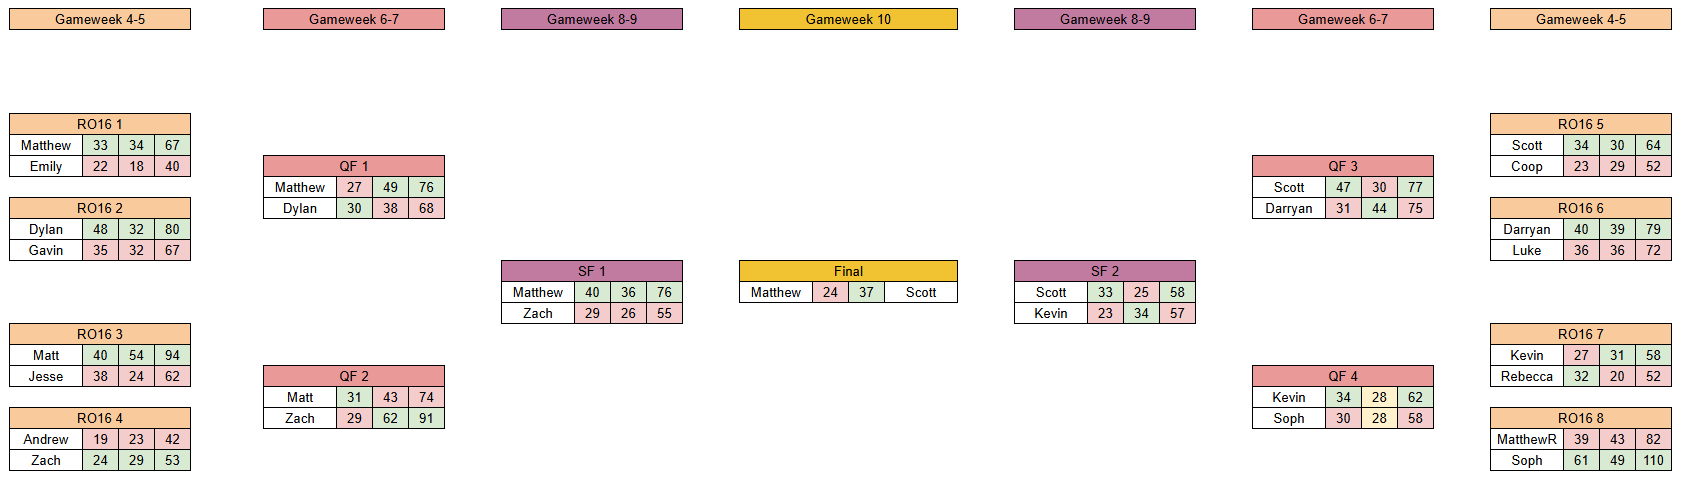 Gameweek 4-5 Gameweek 6-7 Gameweek 8-9 Gameweek 10 Gameweek 8-9 Gameweek 6-7 Gameweek 4-5
RO16 1
Matthew 33 34 67
Emily 22 18 40
RO16 2
Dylan 48 32 80
Gavin 35 32 67
RO16 3
Matt 40 54 94
Jesse 38 24 62
RO16 4
Andrew 19 23 42
Zach 24 29 53
QF 1
Matthew 27 49 76
Dylan 30 38 68
QF 2
Matt 31 43 74
Zach 29 62 91
SF 1
Matthew 40 36 76
Zach 29 26 55
Final
Matthew 24 37 Scott
SF 2
Scott 33 25 58
Kevin 23 34 57
QF 3
Scott 47 30 77
Darryan 31 44 75
QF 4
Kevin 34 28 62
Soph 30 28 58
RO16 5
Scott 34 30 64
Coop 23 29 52
RO16 6
Darryan 40 39 79
Luke 36 36 72
RO16 7
Kevin 27 31 58
Rebecca 32 20 52
RO16 8
MatthewR 39 43 82
Soph 61 49 110